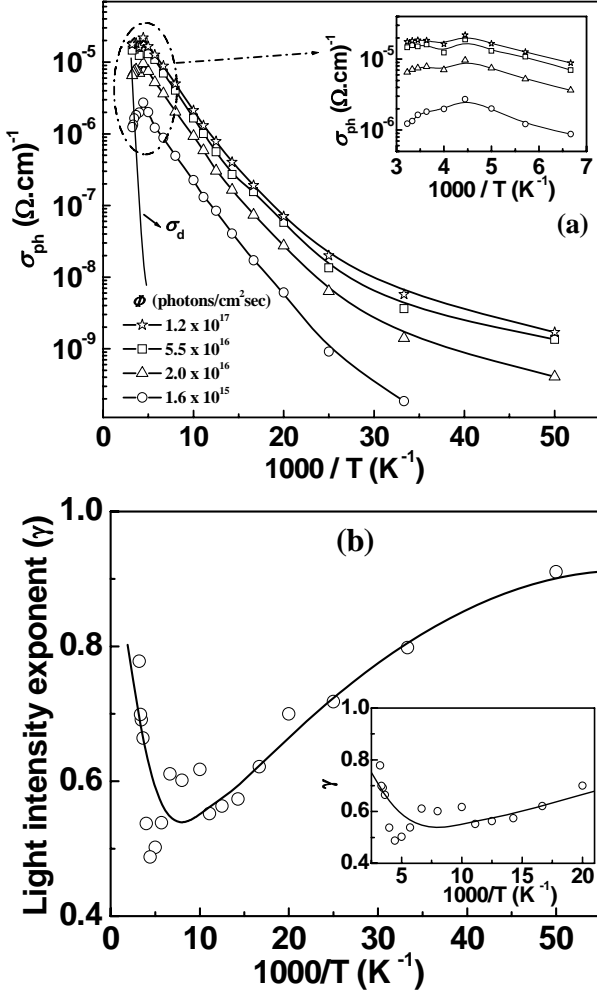 10⁻⁵
10⁻⁶
10⁻⁷
10⁻⁸
10⁻⁹
σph (Ω.cm)⁻¹
σd
Φ (photons/cm²sec)
1.2 x 10¹⁷
5.5 x 10¹⁶
2.0 x 10¹⁶
1.6 x 10¹⁵
0 10 20 30 40 50
1000 / T (K⁻¹)
10⁻⁵
10⁻⁶
σph (Ω.cm)⁻¹
3 4 5 6 7
1000 / T (K⁻¹)
(a)
(b)
1.0
0.8
0.6
0.4
Light intensity exponent (γ)
0 10 20 30 40 50
1000/T (K⁻¹)
1.0
0.8
0.6
0.4
γ
5 10 15 20
1000/T (K⁻¹)